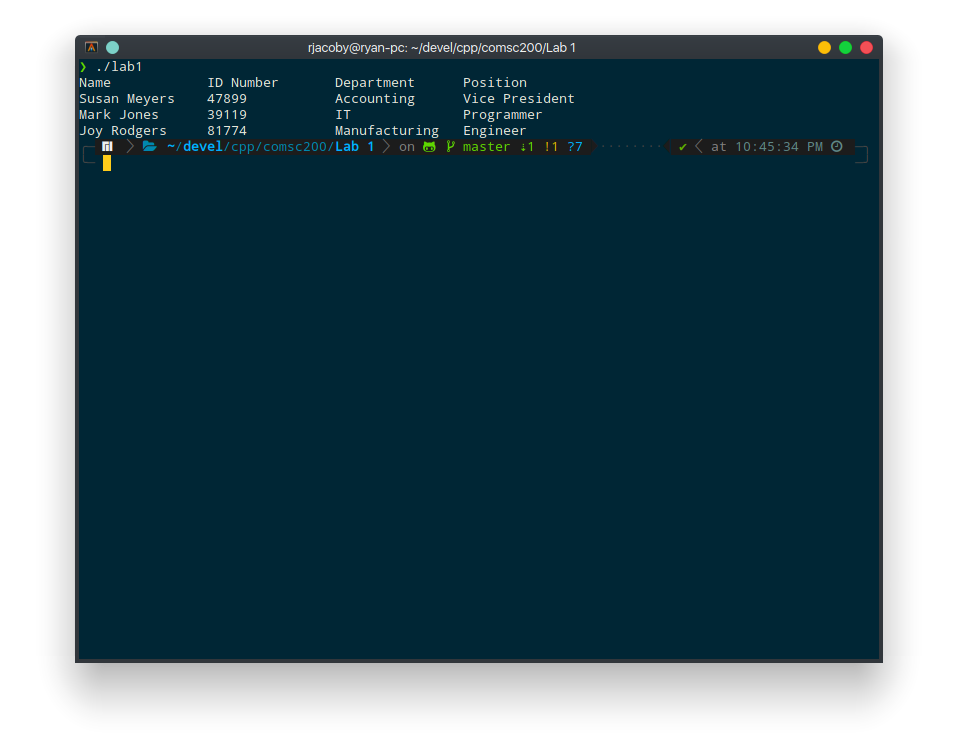 rjacoby@ryan-pc: ~/devel/cpp/comsc200/Lab 1
❯ ./lab1
Name ID Number Department Position
Susan Meyers 47899 Accounting Vice President
Mark Jones 39119 IT Programmer
Joy Rodgers 81774 Manufacturing Engineer
~/devel/cpp/comsc200/Lab 1 on master ⇣1 !1 ?7 ✔ at 10:45:34 PM